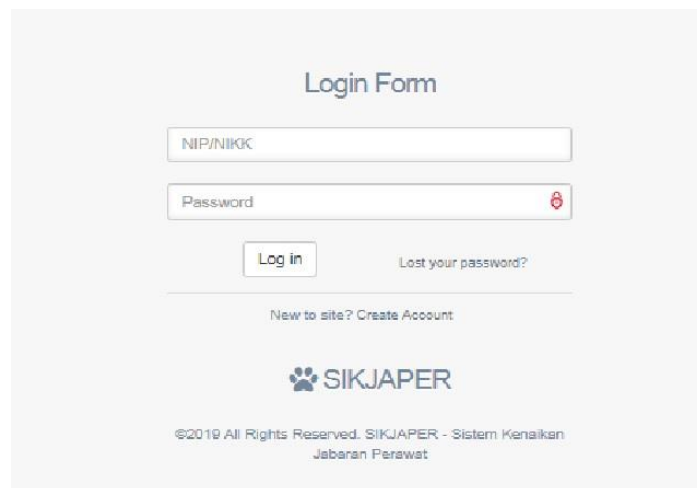 Login Form
NIP/NIKK
Password
Log in
Lost your password?
New to site? Create Account
SIKJAPER
©2019 All Rights Reserved. SIKJAPER - Sistem Kenaikan
Jabaran Perawat